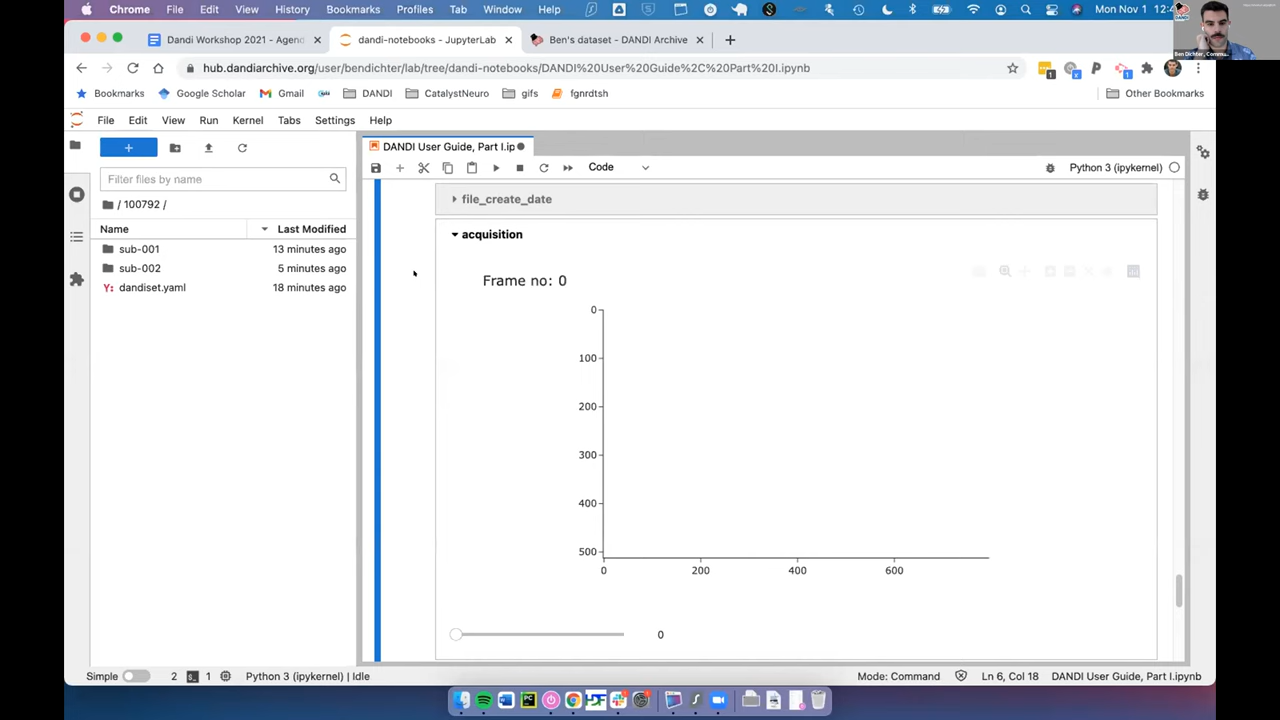 Chrome File Edit View History Bookmarks Profiles Tab Window Help Mon Nov 1
Dandi Workshop 2021 - Agen
dandi-notebooks - JupyterLab
Ben's dataset - DANDI Archive
hub.dandiarchive.org/user/bendichter/lab/tree/dandi-notebooks/DANDI%20User%20Guide%2C%20Part%20I.ipynb
Bookmarks Google Scholar Gmail DANDI CatalystNeuro gifs fgnrdtsh Other Bookmarks
File Edit View Run Kernel Tabs Settings Help
DANDI User Guide, Part I.ip
Code
Python 3 (ipykernel)
Filter files by name
/ 100792 /
Name Last Modified
sub-001 13 minutes ago
sub-002 5 minutes ago
Y: dandiset.yaml 18 minutes ago
file_create_date
acquisition
Frame no: 0
0
100
200
300
400
500
0 200 400 600
0
Simple 2 1 Python 3 (ipykernel) | Idle Mode: Command Ln 6, Col 18 DANDI User Guide, Part I.ipynb